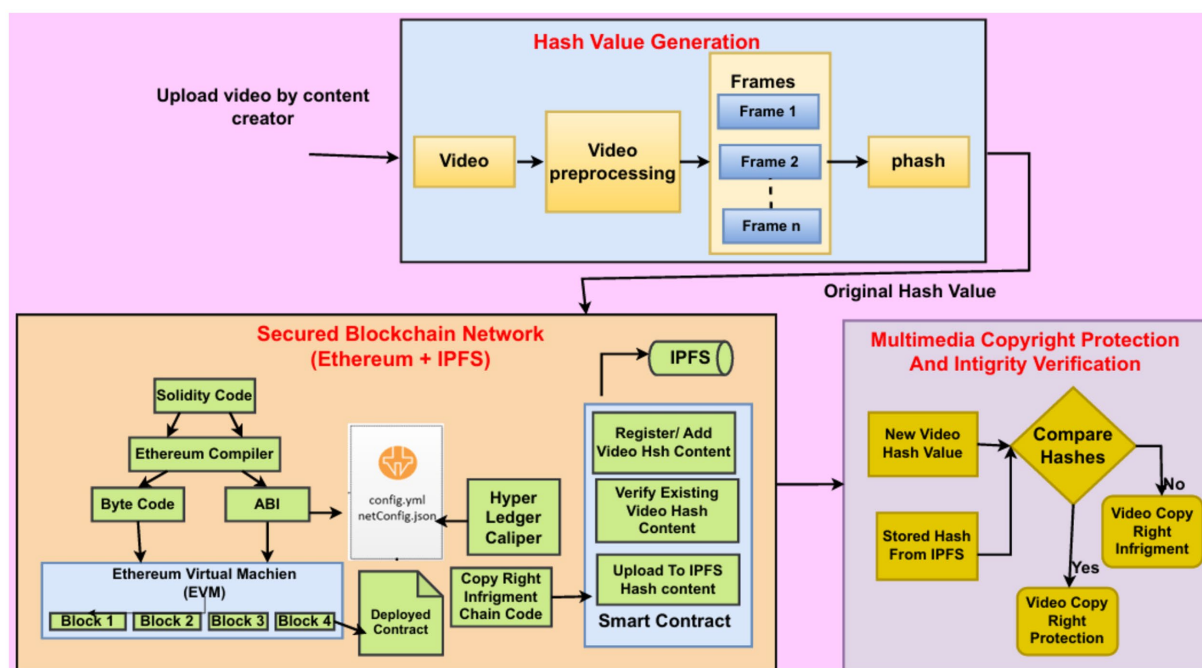 Hash Value Generation
Upload video by content
creator
Video
Video
preprocessing
Frames
Frame 1
Frame 2
Frame n
phash
Original Hash Value
Secured Blockchain Network
(Ethereum + IPFS)
IPFS
Solidity Code
Ethereum Compiler
Byte Code
ABI
config.yml
netConfig.json
Hyper
Ledger
Caliper
Ethereum Virtual Machien
(EVM)
Block 1
Block 2
Block 3
Block 4
Deployed
Contract
Copy Right
Infrigment
Chain Code
Register/ Add
Video Hsh Content
Verify Existing
Video Hash
Content
Upload To IPFS
Hash content
Smart Contract
Multimedia Copyright Protection
And Intigrity Verification
New Video
Hash Value
Stored Hash
From IPFS
Compare
Hashes
No
Video Copy
Right
Infrigment
Yes
Video Copy
Right
Protection